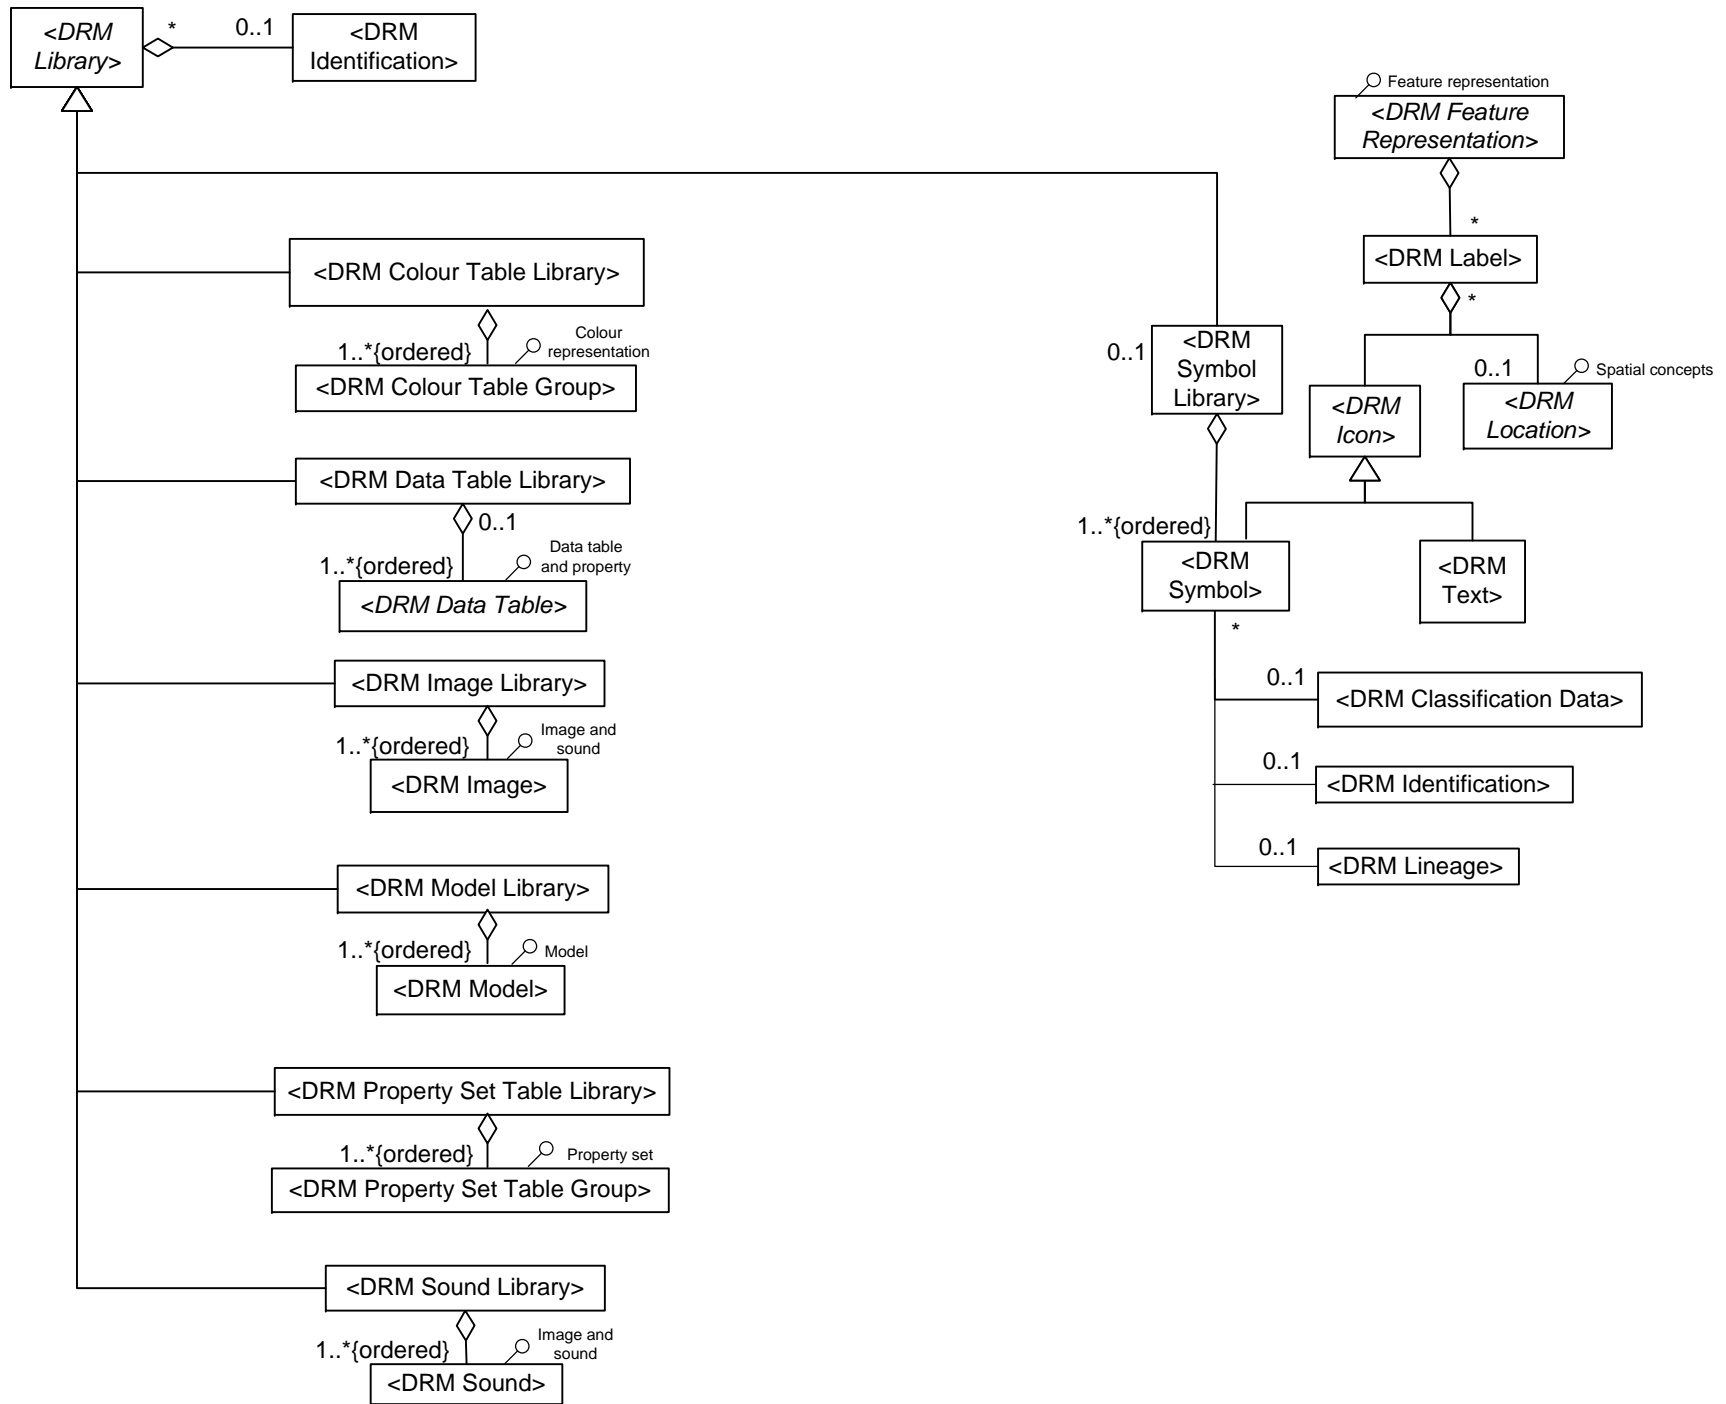 <DRM
Library>
*
0..1
<DRM
Identification>
Feature representation
<DRM Feature
Representation>
*
<DRM Label>
*
<DRM Colour Table Library>
1..*{ordered}
Colour
representation
<DRM Colour Table Group>
0..1
<DRM
Symbol
Library>
0..1
Spatial concepts
<DRM
Icon>
<DRM
Location>
<DRM Data Table Library>
0..1
1..*{ordered}
Data table
and property
<DRM Data Table>
1..*{ordered}
<DRM
Symbol>
<DRM
Text>
*
<DRM Image Library>
1..*{ordered}
Image and
sound
<DRM Image>
0..1
<DRM Classification Data>
0..1
<DRM Identification>
0..1
<DRM Lineage>
<DRM Model Library>
1..*{ordered}
Model
<DRM Model>
<DRM Property Set Table Library>
1..*{ordered}
Property set
<DRM Property Set Table Group>
<DRM Sound Library>
1..*{ordered}
Image and
sound
<DRM Sound>